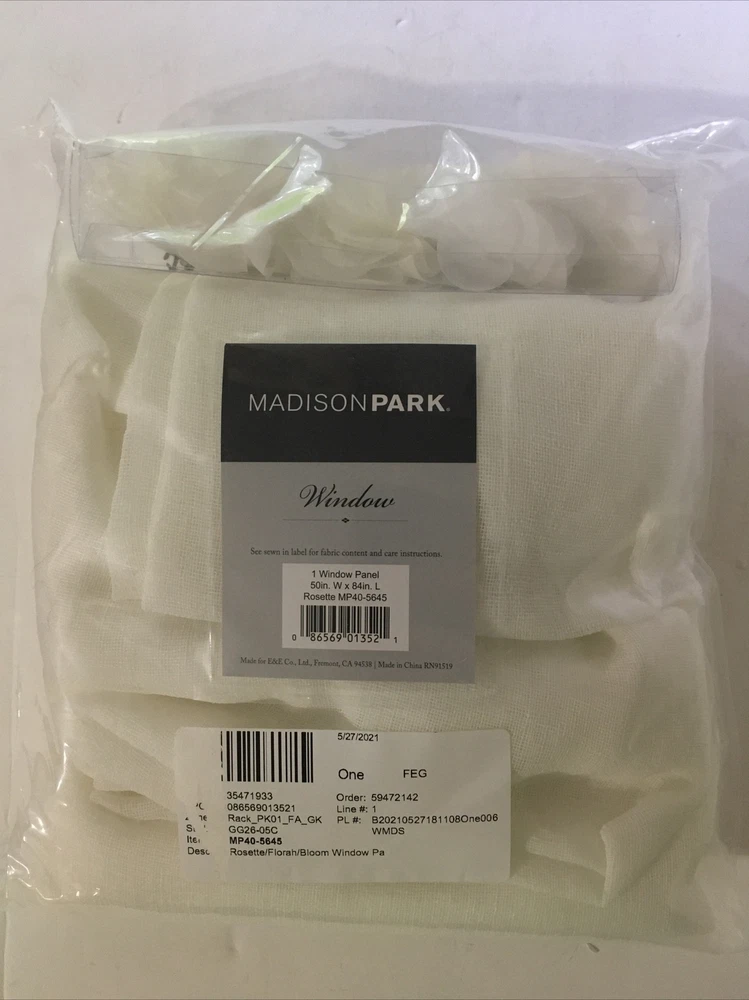 MADISONPARK®
Window
See sewn in label for fabric content and care instructions.
1 Window Panel
50in. W x 84in. L
Rosette MP40-5645
0 86569 01352 1
Made for E&E Co., Ltd., Fremont, CA 94538 | Made in China RN91519
5/27/2021
One FEG
35471933
086569013521
Rack_PK01_FA_GK
GG26-05C
MP40-5645
Rosette/Florah/Bloom Window Pa
Order: 59472142
Line #: 1
PL #: B20210527181108One006
WMDS